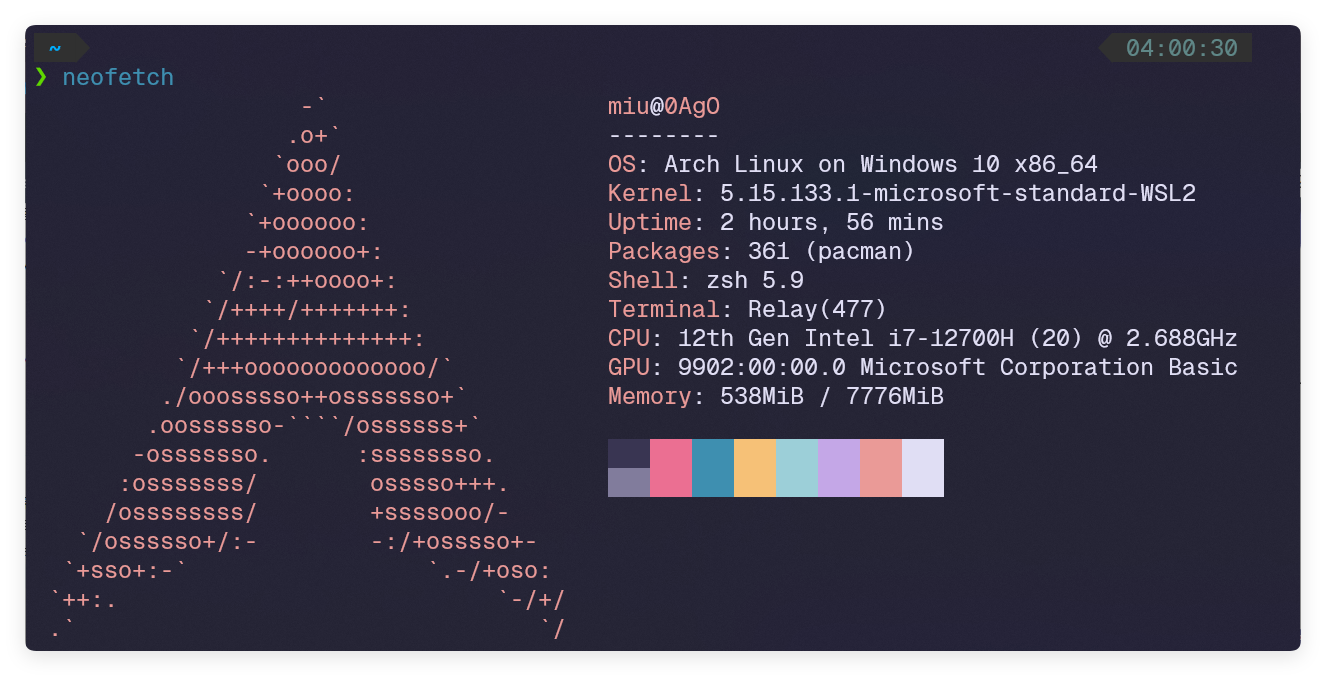 ~ 04:00:30
❯ neofetch
-` miu@0AgO
.o+` --------
`ooo/ OS: Arch Linux on Windows 10 x86_64
`+oooo: Kernel: 5.15.133.1-microsoft-standard-WSL2
`+oooooo: Uptime: 2 hours, 56 mins
-+oooooo+: Packages: 361 (pacman)
`/:-:++oooo+: Shell: zsh 5.9
`/++++/+++++++: Terminal: Relay(477)
`/++++++++++++++: CPU: 12th Gen Intel i7-12700H (20) @ 2.688GHz
`/+++ooooooooooooo/` GPU: 9902:00:00.0 Microsoft Corporation Basic
./ooosssso++osssssso+` Memory: 538MiB / 7776MiB
.oossssso-````/ossssss+`
-osssssso. :ssssssso.
:osssssss/ osssso+++.
/ossssssss/ +ssssooo/-
`/ossssso+/:- -:/+osssso+-
`+sso+:-` `.-/+oso:
`++:. `-/+/
.` `/